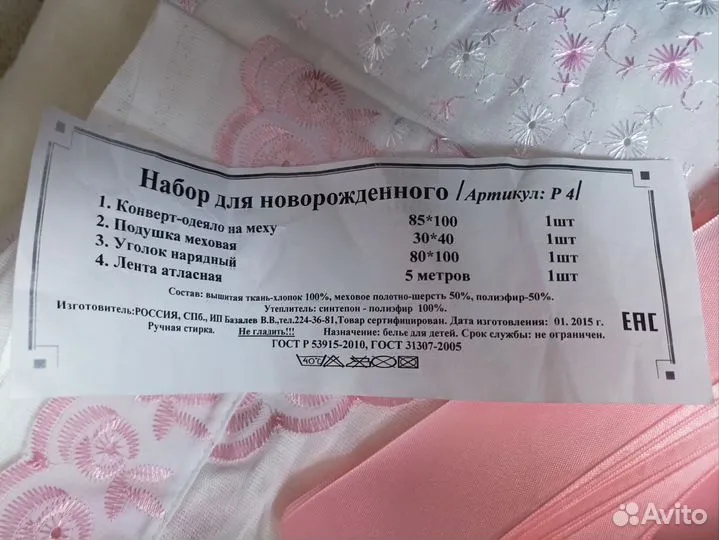 Набор для новорожденного /Артикул: Р 4/
1. Конверт-одеяло на меху 85*100 1шт
2. Подушка меховая 30*40 1шт
3. Уголок нарядный 80*100 1шт
4. Лента атласная 5 метров 1шт
Состав: вышитая ткань-хлопок 100%, меховое полотно-шерсть 50%, полиэфир-50%.
Утеплитель: синтепон - полиэфир 100%.
Изготовитель:РОССИЯ, СПб., ИП Базалев В.В.,тел.224-36-81,Товар сертифицирован. Дата изготовления: 01. 2015 г.
Ручная стирка. Не гладить!!! Назначение: белье для детей. Срок службы: не ограничен.
ГОСТ Р 53915-2010, ГОСТ 31307-2005
EAC
40°C
Avito